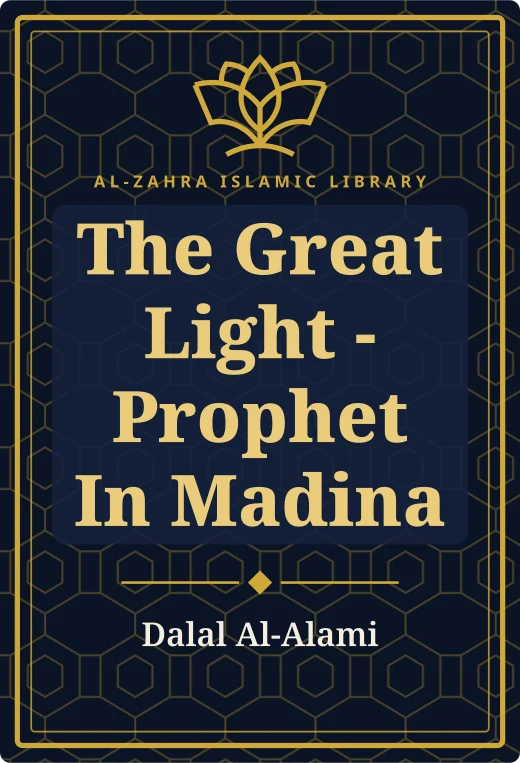 AL-ZAHRA ISLAMIC LIBRARY
The Great
Light -
Prophet
In Madina
Dalal Al-Alami